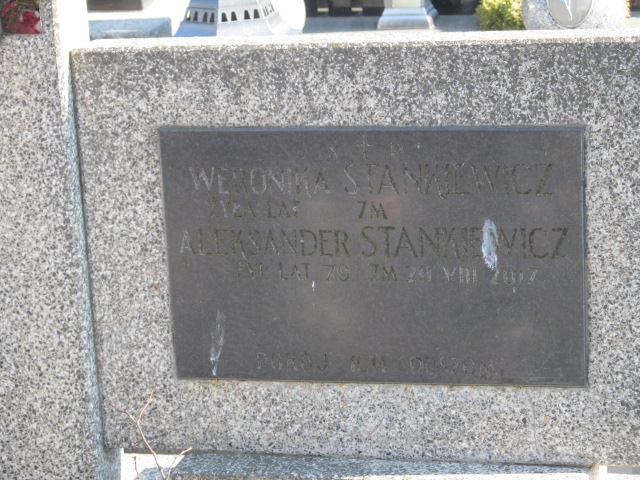 Ś † P
WERONIKA STANKIEWICZ
ŻYŁA LAT ZM
ALEKSANDER STANKIEWICZ
ŻYŁ LAT 79 ZM 29 VIII 2017
POKÓJ ICH DUSZOM